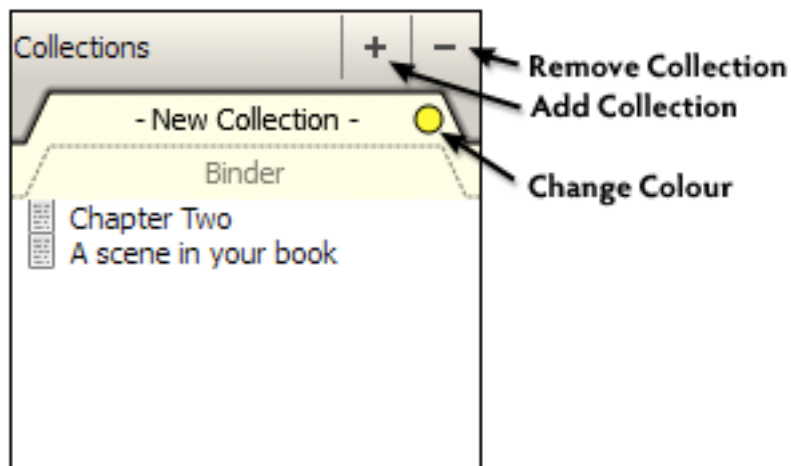 Collections + -
Remove Collection
Add Collection
- New Collection -
Binder
Change Colour
Chapter Two
A scene in your book